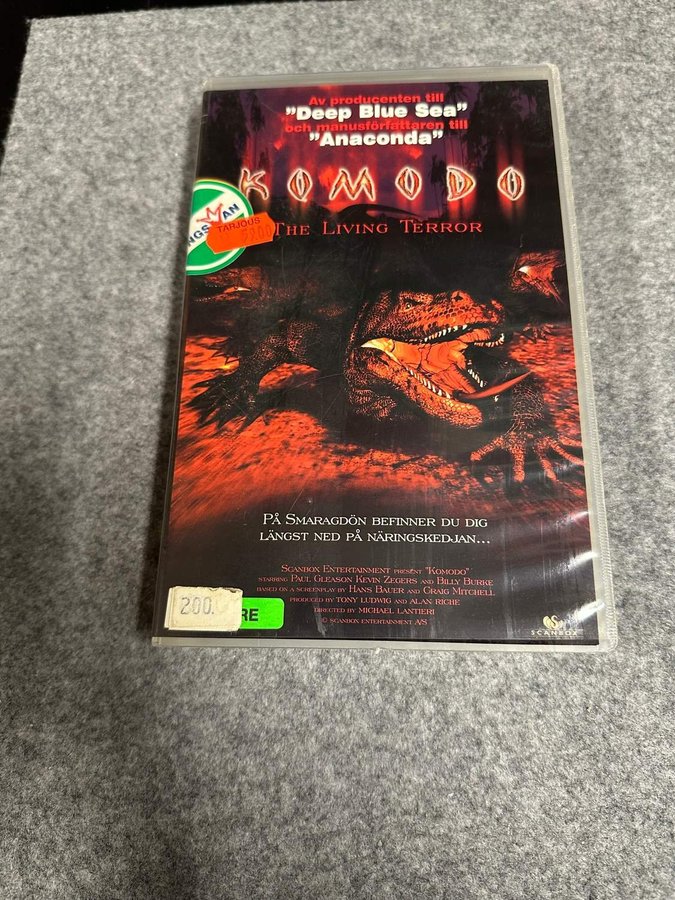 Av producenten till
"Deep Blue Sea"
och manusförfattaren till
"Anaconda"
KOMODO
TARJOUS
The Living Terror
På Smaragdön befinner du dig
längst ned på näringskedjan...
Scanbox Entertainment present "Komodo"
starring Paul Gleason Kevin Zegers and Billy Burke
based on a screenplay by Hans Bauer and Craig Mitchell
produced by Tony Ludwig and Alan Riche
directed by Michael Lantieri
© Scanbox Entertainment A/S
200.
RE
SCANBOX